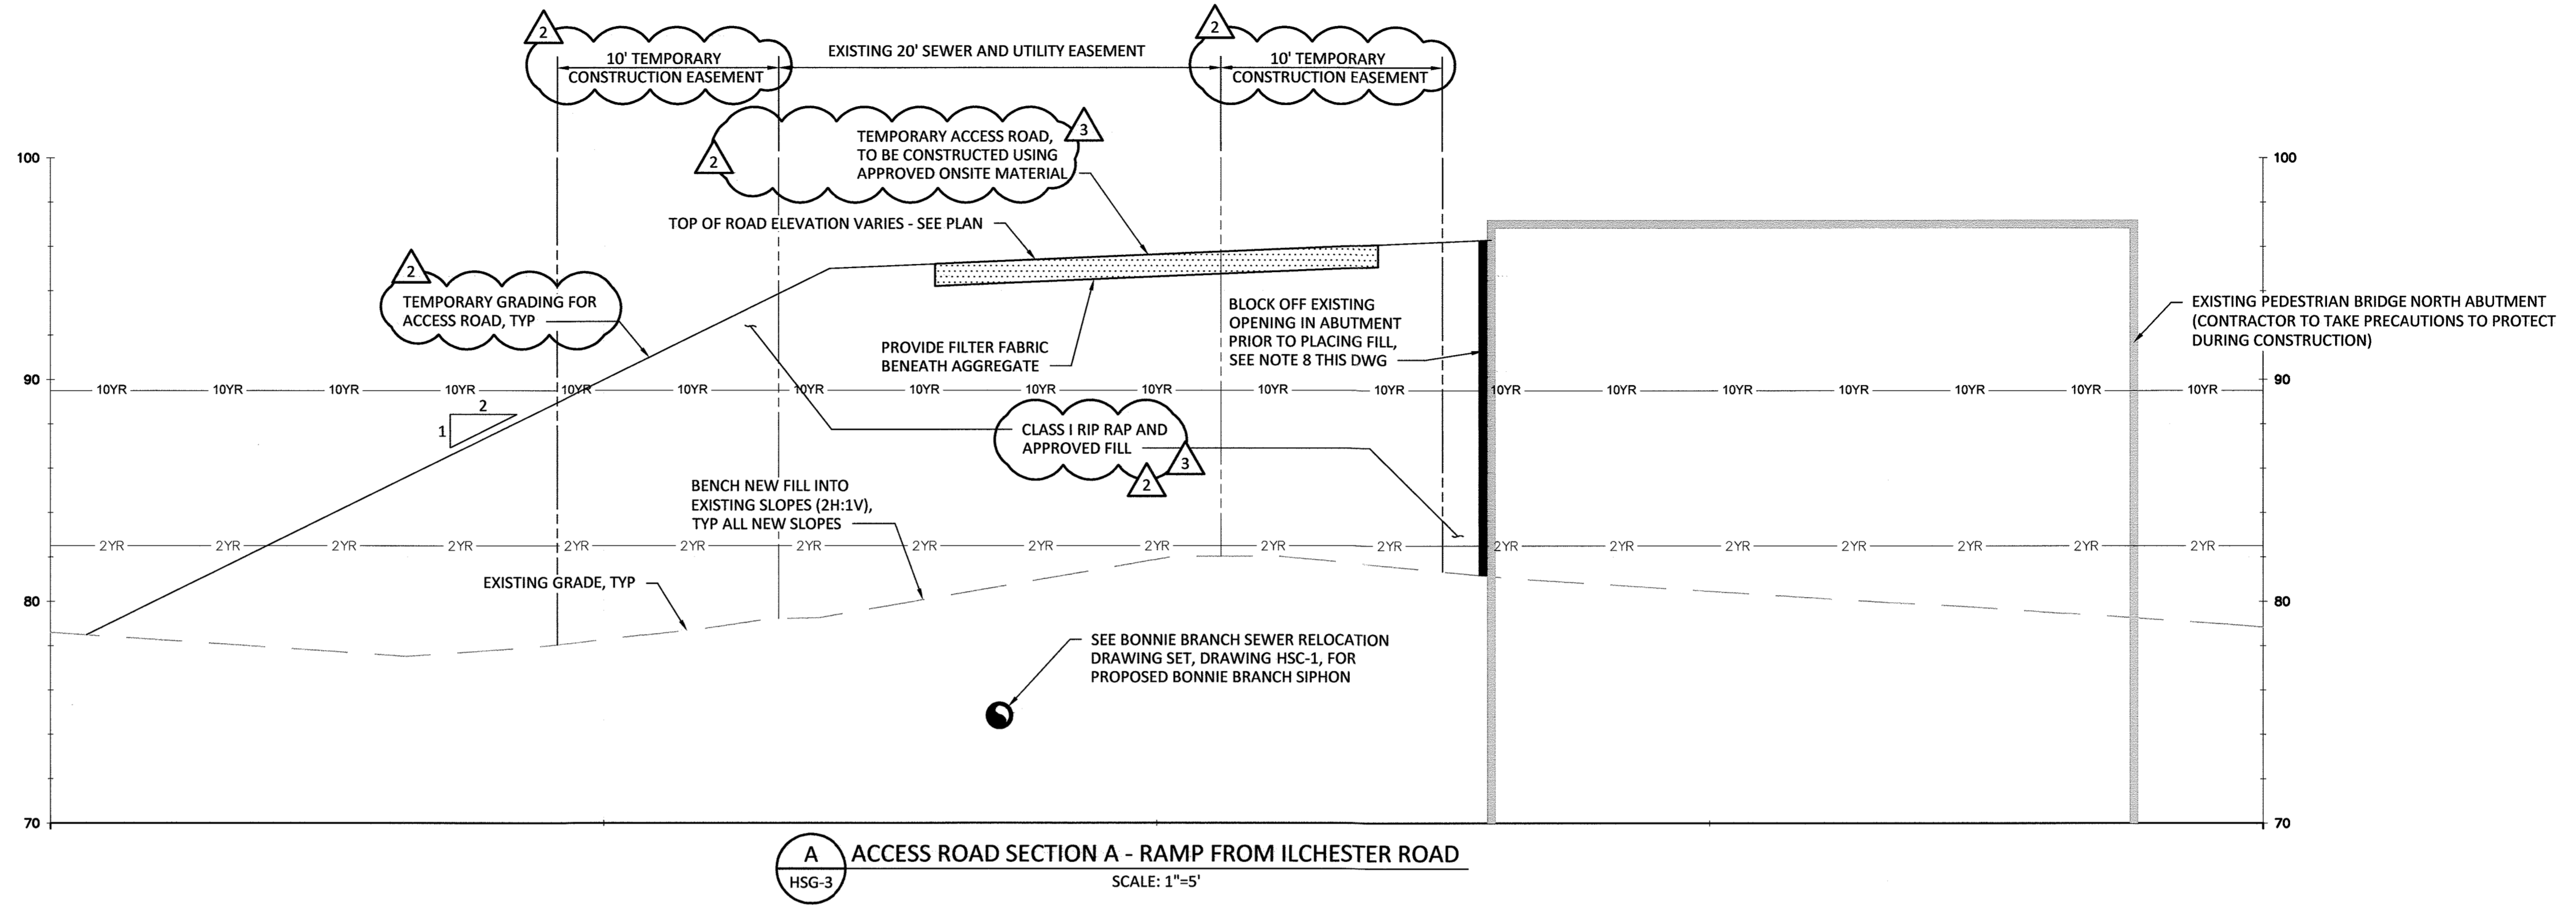 2
2
10' TEMPORARY
CONSTRUCTION EASEMENT
EXISTING 20' SEWER AND UTILITY EASEMENT
10' TEMPORARY
CONSTRUCTION EASEMENT
TEMPORARY ACCESS ROAD,
TO BE CONSTRUCTED USING
APPROVED ONSITE MATERIAL
3
2
100
100
TOP OF ROAD ELEVATION VARIES - SEE PLAN
2
TEMPORARY GRADING FOR
ACCESS ROAD, TYP
PROVIDE FILTER FABRIC
BENEATH AGGREGATE
BLOCK OFF EXISTING
OPENING IN ABUTMENT
PRIOR TO PLACING FILL,
SEE NOTE 8 THIS DWG
EXISTING PEDESTRIAN BRIDGE NORTH ABUTMENT
(CONTRACTOR TO TAKE PRECAUTIONS TO PROTECT
DURING CONSTRUCTION)
90
90
10YR 10YR 10YR 10YR 10YR 10YR 10YR 10YR 10YR 10YR 10YR 10YR 10YR 10YR 10YR 10YR 10YR 10YR 10YR
2
1
CLASS I RIP RAP AND
APPROVED FILL
3
2
BENCH NEW FILL INTO
EXISTING SLOPES (2H:1V),
TYP ALL NEW SLOPES
2YR 2YR 2YR 2YR 2YR 2YR 2YR 2YR 2YR 2YR 2YR 2YR 2YR 2YR 2YR 2YR 2YR 2YR 2YR
EXISTING GRADE, TYP
80
80
SEE BONNIE BRANCH SEWER RELOCATION
DRAWING SET, DRAWING HSC-1, FOR
PROPOSED BONNIE BRANCH SIPHON
70
70
A
HSG-3
ACCESS ROAD SECTION A - RAMP FROM ILCHESTER ROAD
SCALE: 1"=5'